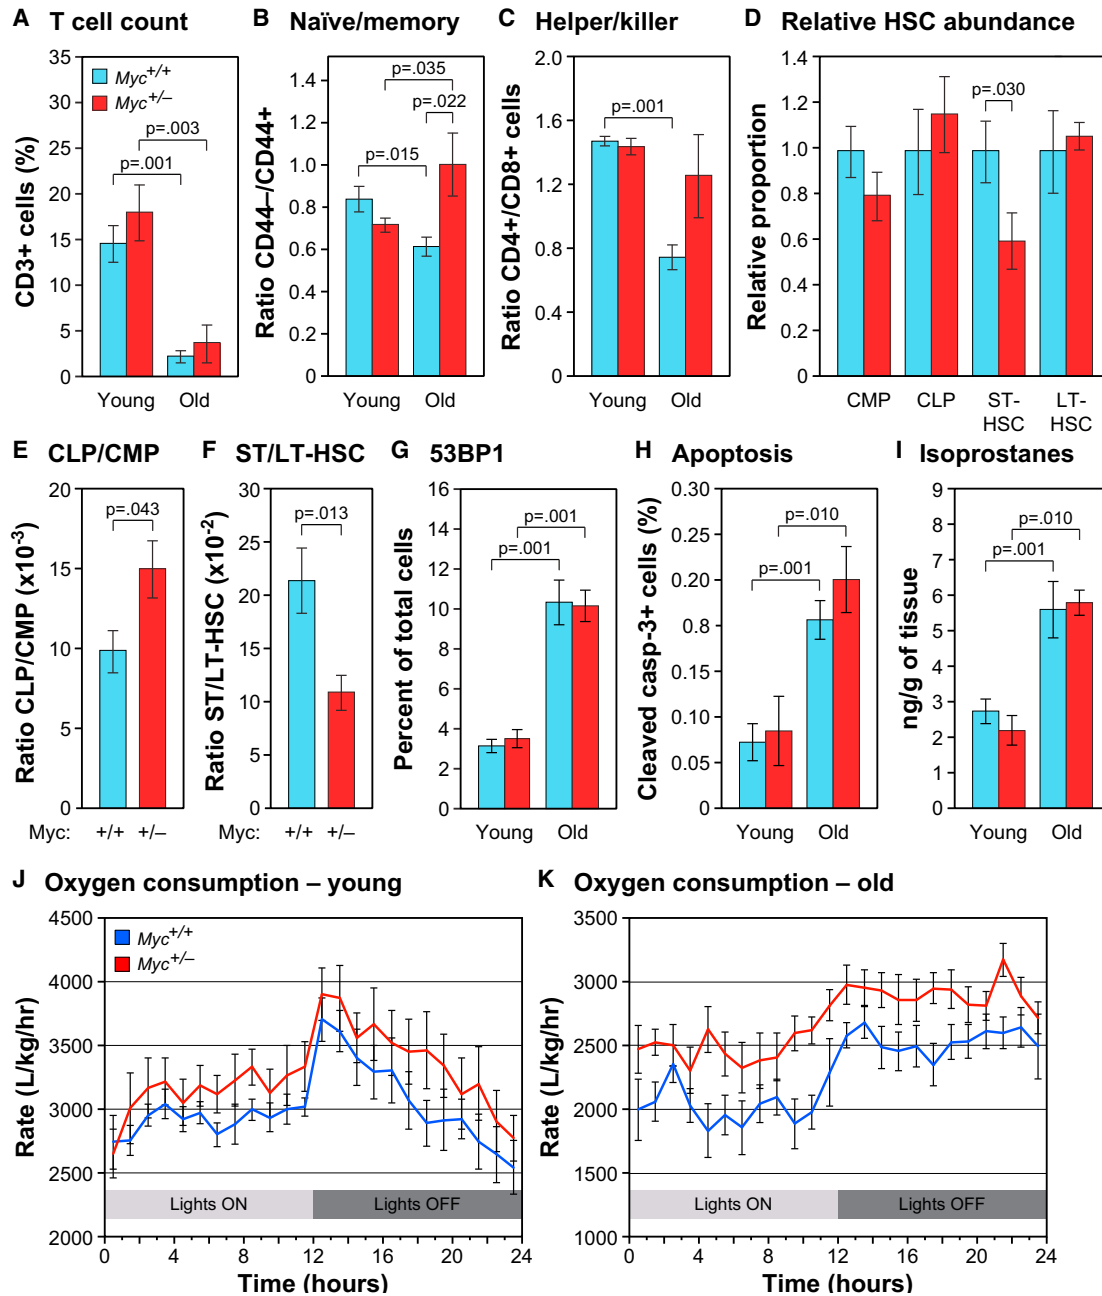 A T cell count
CD3+ cells (%)
35
30
25
20
15
10
5
0
Myc+/+
Myc+/–
p=.003
p=.001
Young Old
B Naïve/memory
Ratio CD44–/CD44+
1.4
1.2
1.0
0.8
0.6
0.4
0.2
0
p=.035
p=.022
p=.015
Young Old
C Helper/killer
Ratio CD4+/CD8+ cells
2.0
1.6
1.2
0.8
0.4
0
p=.001
Young Old
D Relative HSC abundance
Relative proportion
1.4
1.2
1.0
0.8
0.6
0.4
0
p=.030
CMP CLP ST-HSC LT-HSC
E CLP/CMP
Ratio CLP/CMP (x10-3)
20
15
10
5
0
p=.043
Myc: +/+ +/–
F ST/LT-HSC
Ratio ST/LT-HSC (x10-2)
30
25
20
15
10
5
0
p=.013
Myc: +/+ +/–
G 53BP1
Percent of total cells
16
14
12
10
8
6
4
2
0
p=.001
p=.001
Young Old
H Apoptosis
Cleaved casp-3+ cells (%)
0.30
0.25
0.20
0.8
0.15
0.10
0.05
0
p=.010
p=.001
Young Old
I Isoprostanes
ng/g of tissue
9
8
7
6
5
4
3
2
1
0
p=.010
p=.001
Young Old
J Oxygen consumption – young
Rate (L/kg/hr)
4500
4000
3500
3000
2500
2000
Myc+/+
Myc+/–
Lights ON Lights OFF
0 4 8 12 16 20 24
Time (hours)
K Oxygen consumption – old
Rate (L/kg/hr)
3500
3000
2500
2000
1500
1000
Lights ON Lights OFF
0 4 8 12 16 20 24
Time (hours)